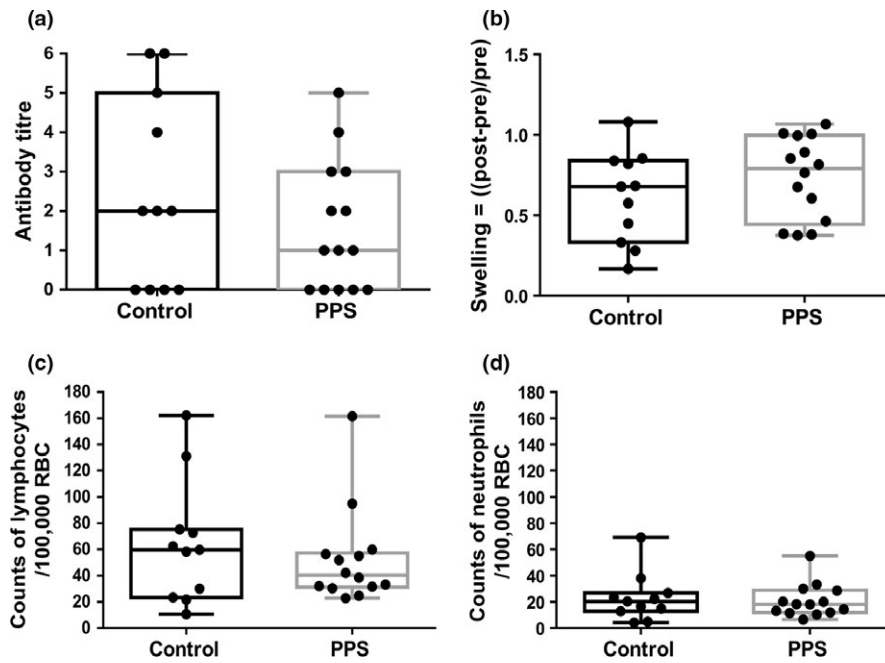 (a)
Antibody titre
6
5
4
3
2
1
0
Control PPS
(b)
Swelling = ((post-pre)/pre)
1.5
1.0
0.5
0.0
Control PPS
(c)
Counts of lymphocytes
/100,000 RBC
180
160
140
120
100
80
60
40
20
0
Control PPS
(d)
Counts of neutrophils
/100,000 RBC
180
160
140
120
100
80
60
40
20
0
Control PPS